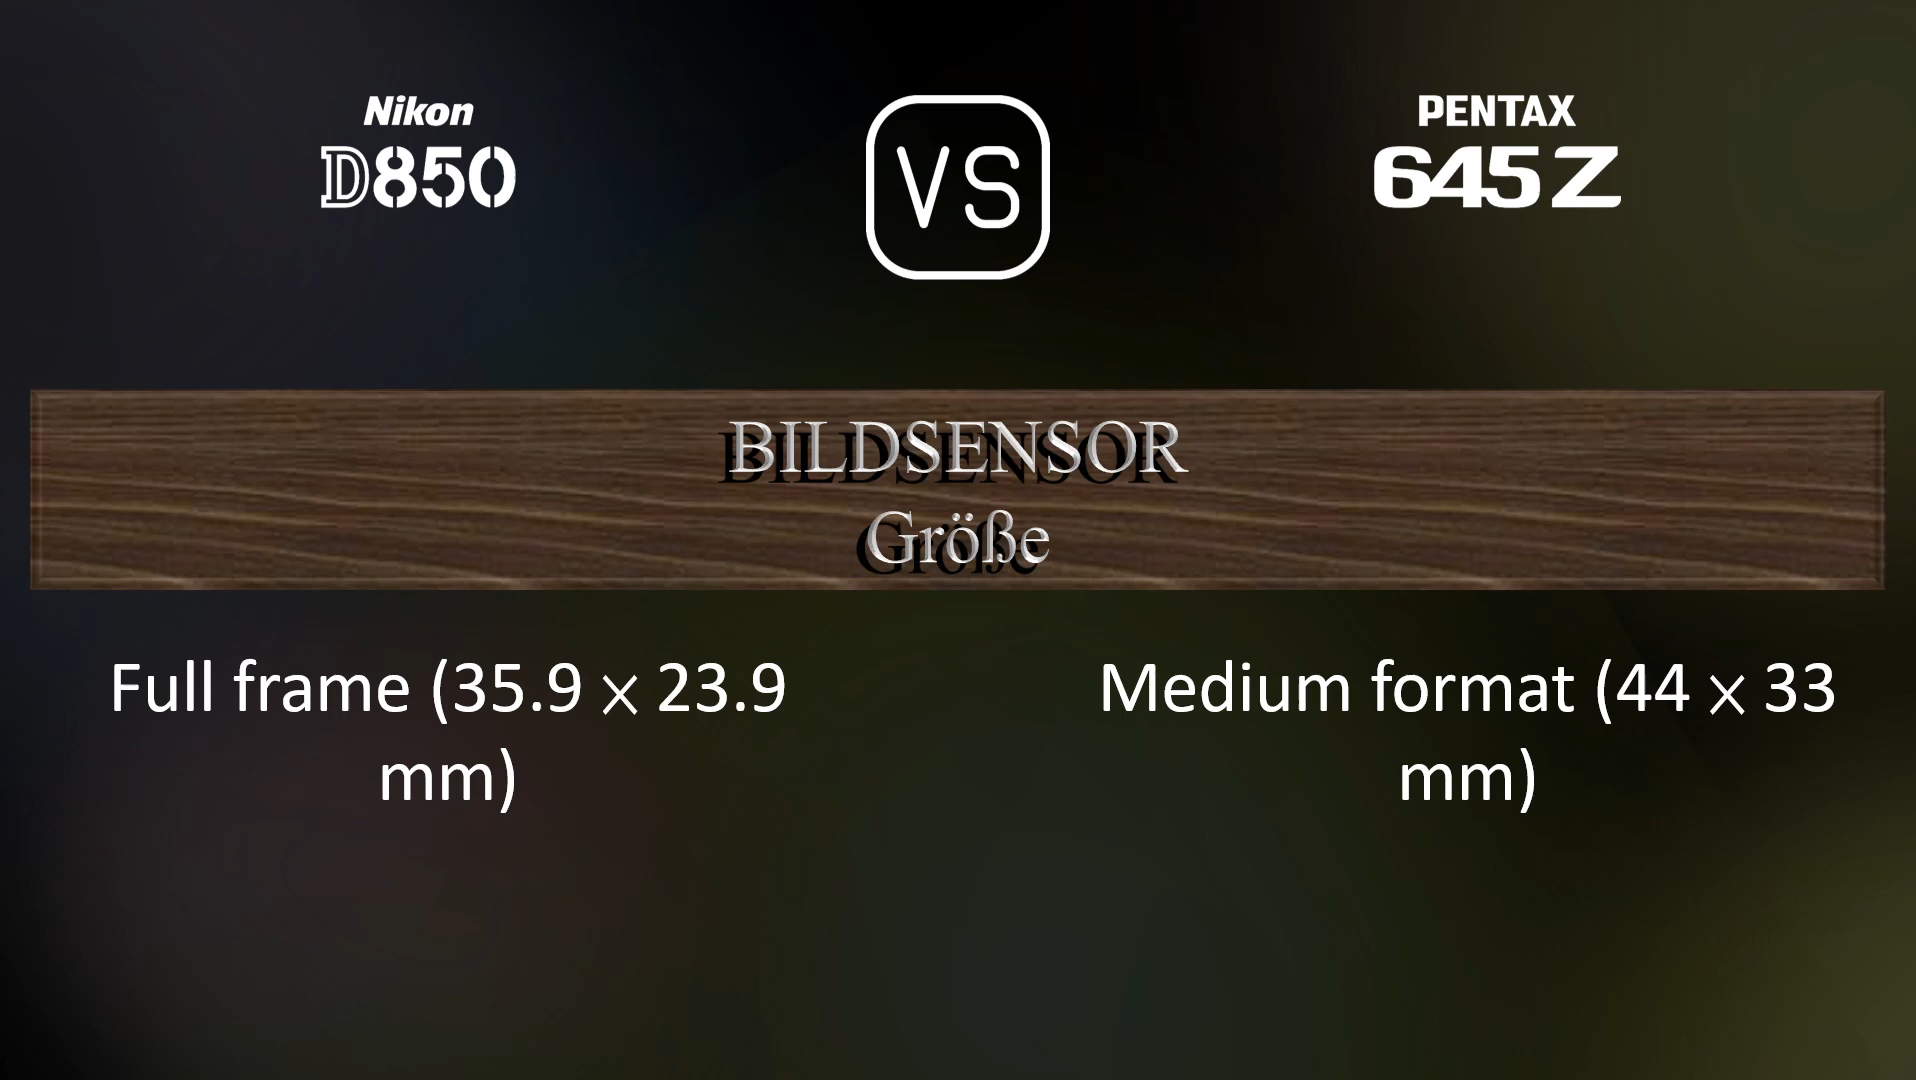 Nikon
D850
VS
PENTAX
645Z
BILDSENSOR
Größe
Full frame (35.9 x 23.9
mm)
Medium format (44 x 33
mm)